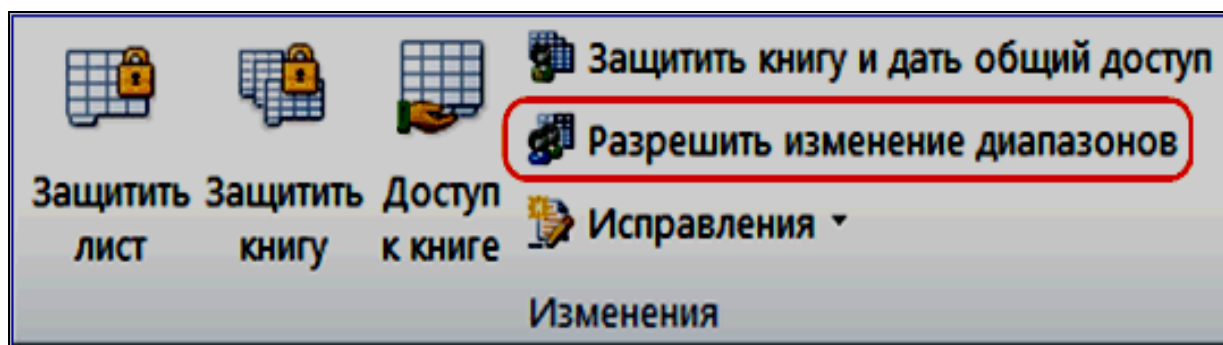 Защитить лист
Защитить книгу
Доступ к книге
Защитить книгу и дать общий доступ
Разрешить изменение диапазонов
Исправления
Изменения